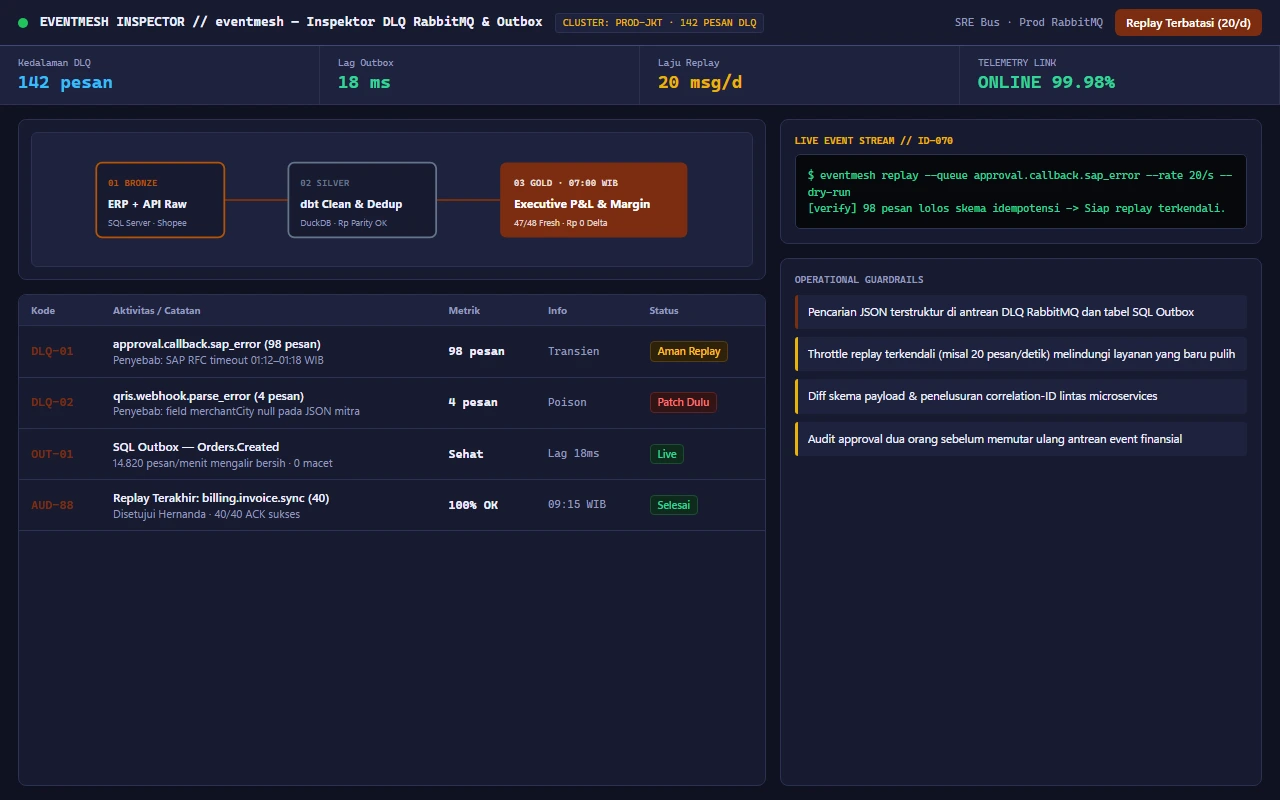 EVENTMESH INSPECTOR // eventmesh — Inspektor DLQ RabbitMQ & Outbox
CLUSTER: PROD-JKT · 142 PESAN DLQ
SRE Bus · Prod RabbitMQ
Replay Terbatasi (20/d)
Kedalaman DLQ
142 pesan
Lag Outbox
18 ms
Laju Replay
20 msg/d
TELEMETRY LINK
ONLINE 99.98%
01 BRONZE
ERP + API Raw
SQL Server · Shopee
02 SILVER
dbt Clean & Dedup
DuckDB · Rp Parity OK
03 GOLD · 07:00 WIB
Executive P&L & Margin
47/48 Fresh · Rp 0 Delta
Kode Aktivitas / Catatan Metrik Info Status
DLQ-01 approval.callback.sap_error (98 pesan) 98 pesan Transien Aman Replay
Penyebab: SAP RFC timeout 01:12–01:18 WIB
DLQ-02 qris.webhook.parse_error (4 pesan) 4 pesan Poison Patch Dulu
Penyebab: field merchantCity null pada JSON mitra
OUT-01 SQL Outbox — Orders.Created Sehat Lag 18ms Live
14.820 pesan/menit mengalir bersih · 0 macet
AUD-88 Replay Terakhir: billing.invoice.sync (40) 100% OK 09:15 WIB Selesai
Disetujui Hernanda · 40/40 ACK sukses
LIVE EVENT STREAM // ID-070
$ eventmesh replay --queue approval.callback.sap_error --rate 20/s --
dry-run
[verify] 98 pesan lolos skema idempotensi -> Siap replay terkendali.
OPERATIONAL GUARDRAILS
Pencarian JSON terstruktur di antrean DLQ RabbitMQ dan tabel SQL Outbox
Throttle replay terkendali (misal 20 pesan/detik) melindungi layanan yang baru pulih
Diff skema payload & penelusuran correlation-ID lintas microservices
Audit approval dua orang sebelum memutar ulang antrean event finansial